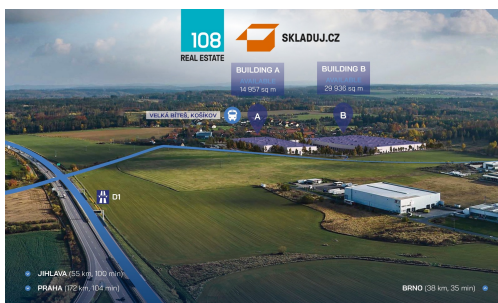 108
REAL ESTATE
SKLADUJ.CZ
BUILDING A
14 957 sq m
BUILDING B
29 936 sq m
VELKÁ BÍTEŠ, KOŠÍKOV
A
B
D1
JIHLAVA (55 km, 100 min)
PRAHA (172 km, 104 min)
BRNO (38 km, 35 min)